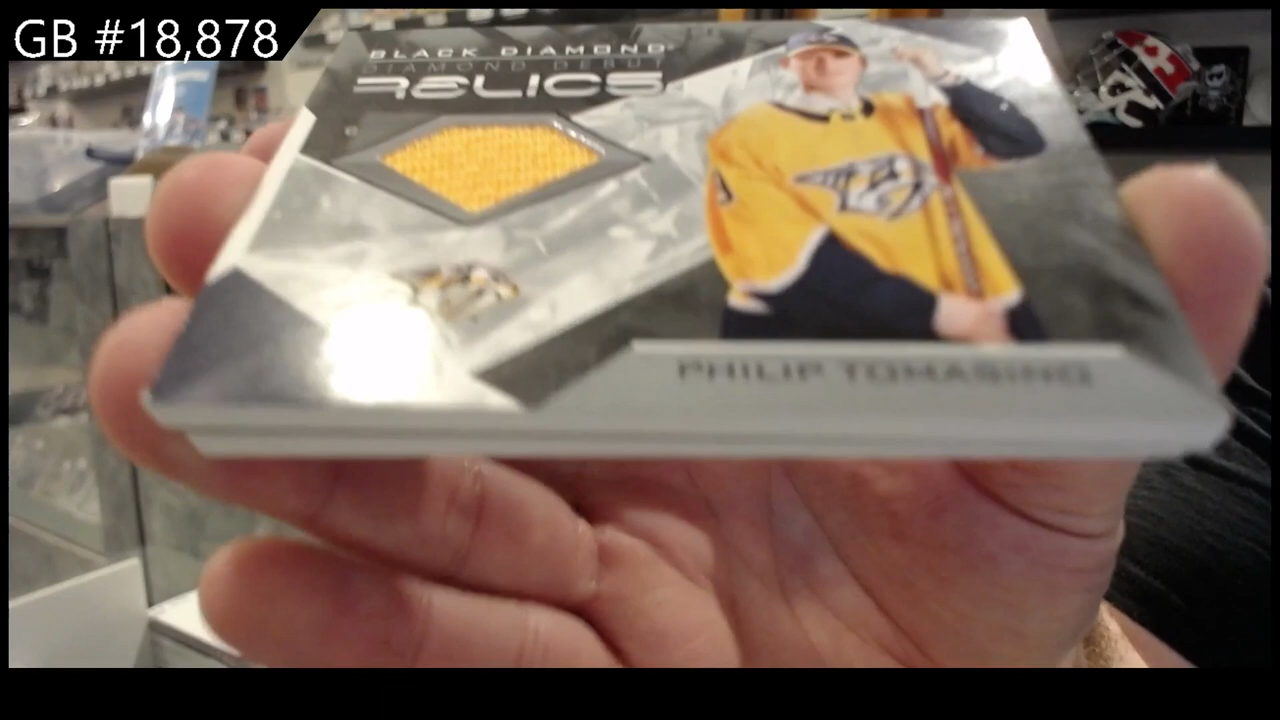 GB #18,878
BLACK DIAMOND
DIAMOND DEBUT
RELICS
PHILIP TOMASINO